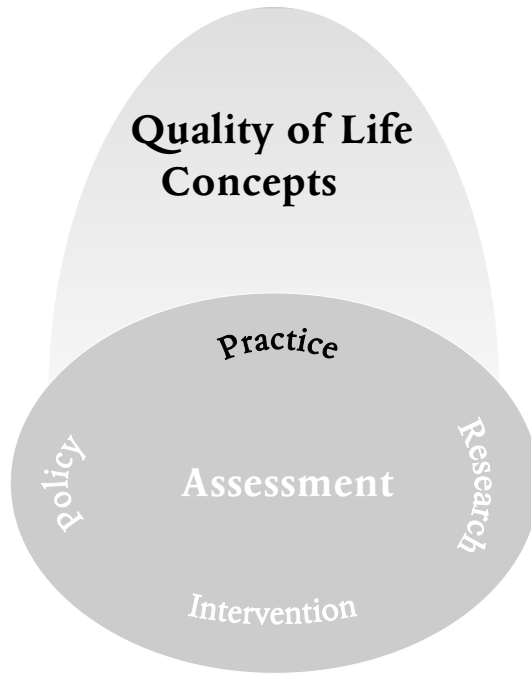 Quality of Life
Concepts
Practice
Policy
Assessment
Research
Intervention